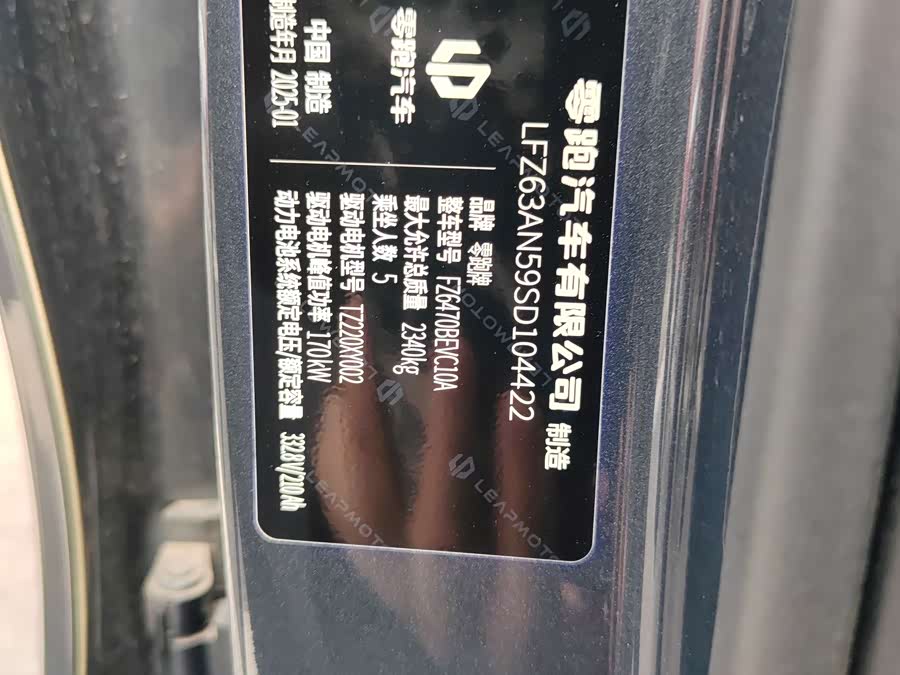 零跑汽车有限公司 制造
LFZ63AN59SD104422
零跑汽车
中国 制造
制造年月 2025-01
品牌 零跑牌
整车型号 FZ6470BEVC10A
最大允许总质量 2340kg
乘坐人数 5
驱动电机型号 TZ220XY002
驱动电机峰值功率 170kW
动力电池系统额定电压/额定容量 332.8V/210Ah
LEAPMOTOR
LEAPMOTOR
LEAPMOTOR